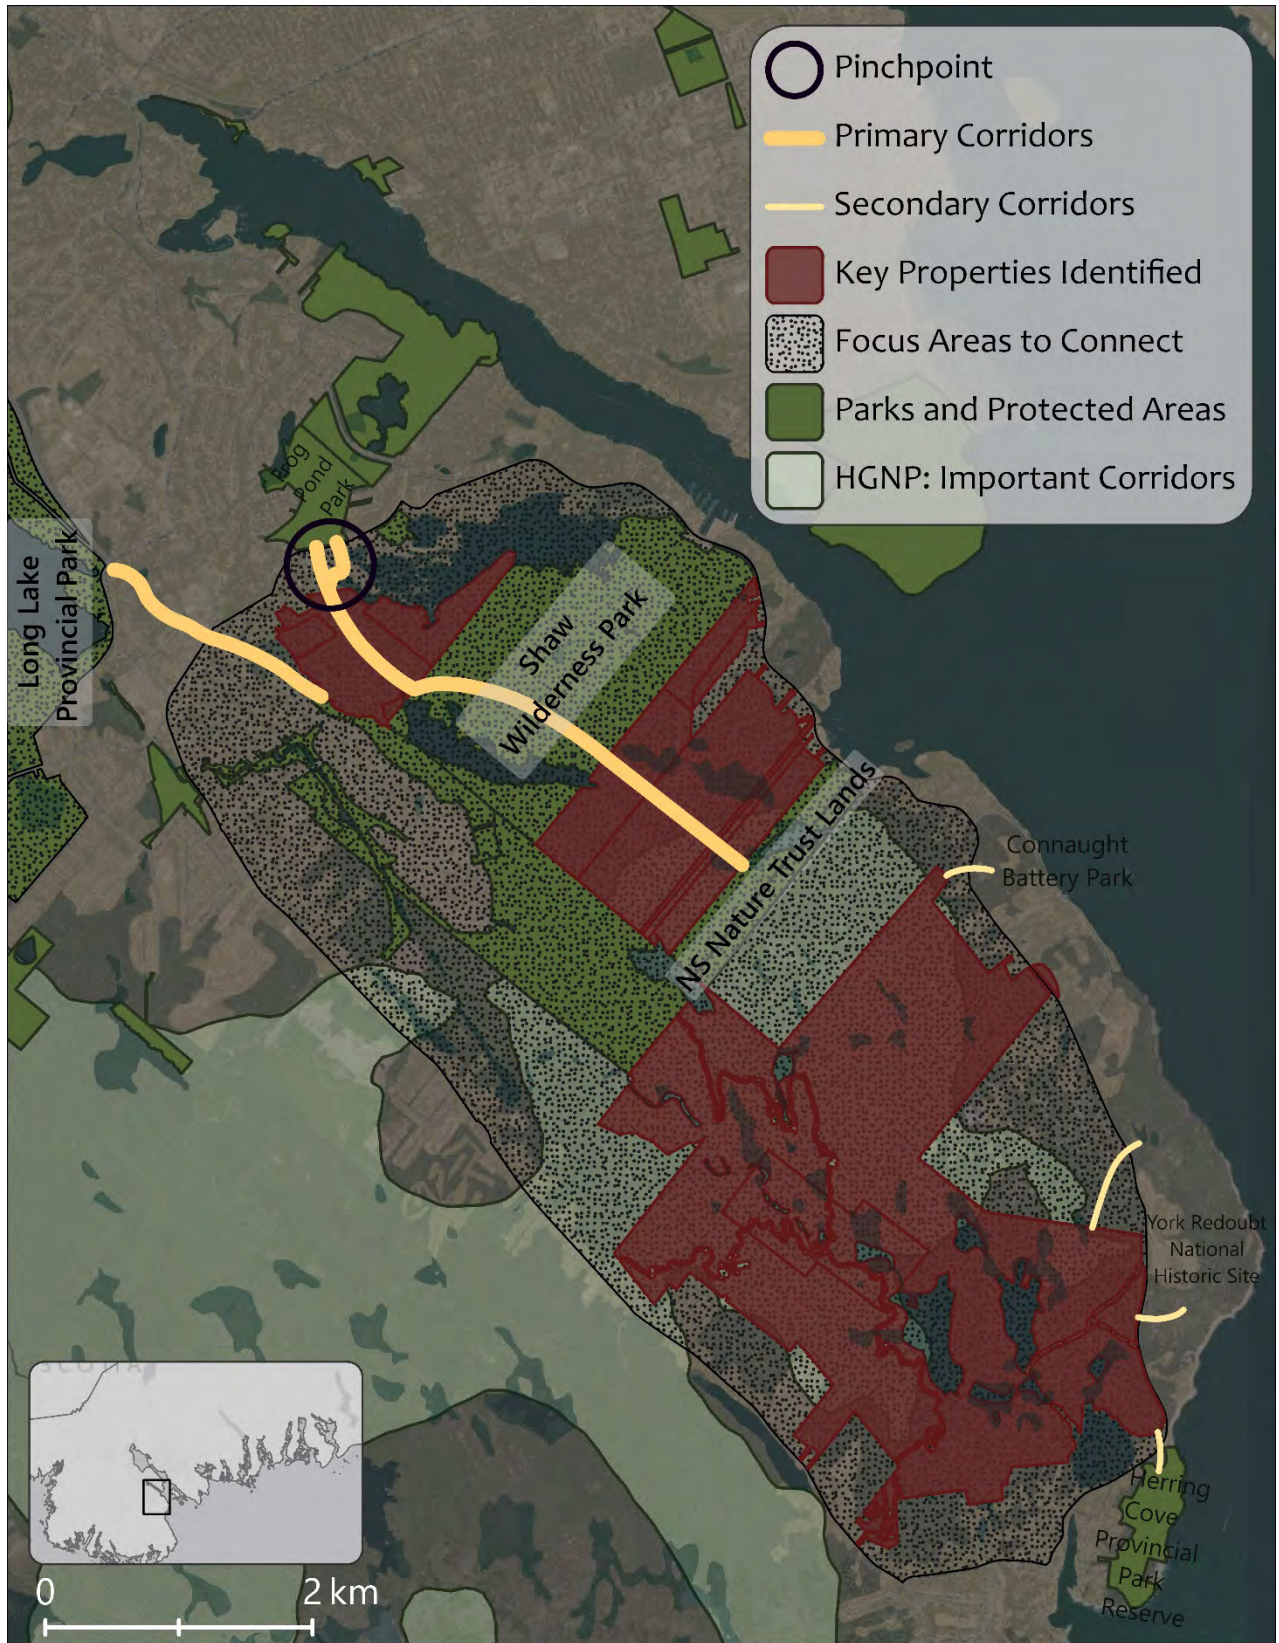 Pinchpoint
Primary Corridors
Secondary Corridors
Key Properties Identified
Focus Areas to Connect
Parks and Protected Areas
HGNP: Important Corridors
Frog
Pond
Park
Long Lake
Provincial Park
Shaw
Wilderness Park
NS Nature Trust Lands
Connaught
Battery Park
York Redoubt
National
Historic Site
Herring
Cove
Provincial
Park
Reserve
SCOTIA
0
2 km